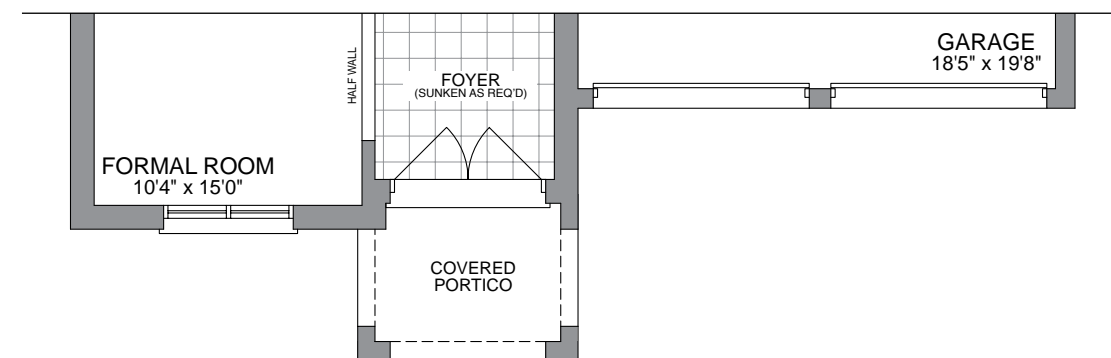 GARAGE
18'5" x 19'8"
HALF WALL
FOYER
(SUNKEN AS REQ'D)
FORMAL ROOM
10'4" x 15'0"
COVERED
PORTICO